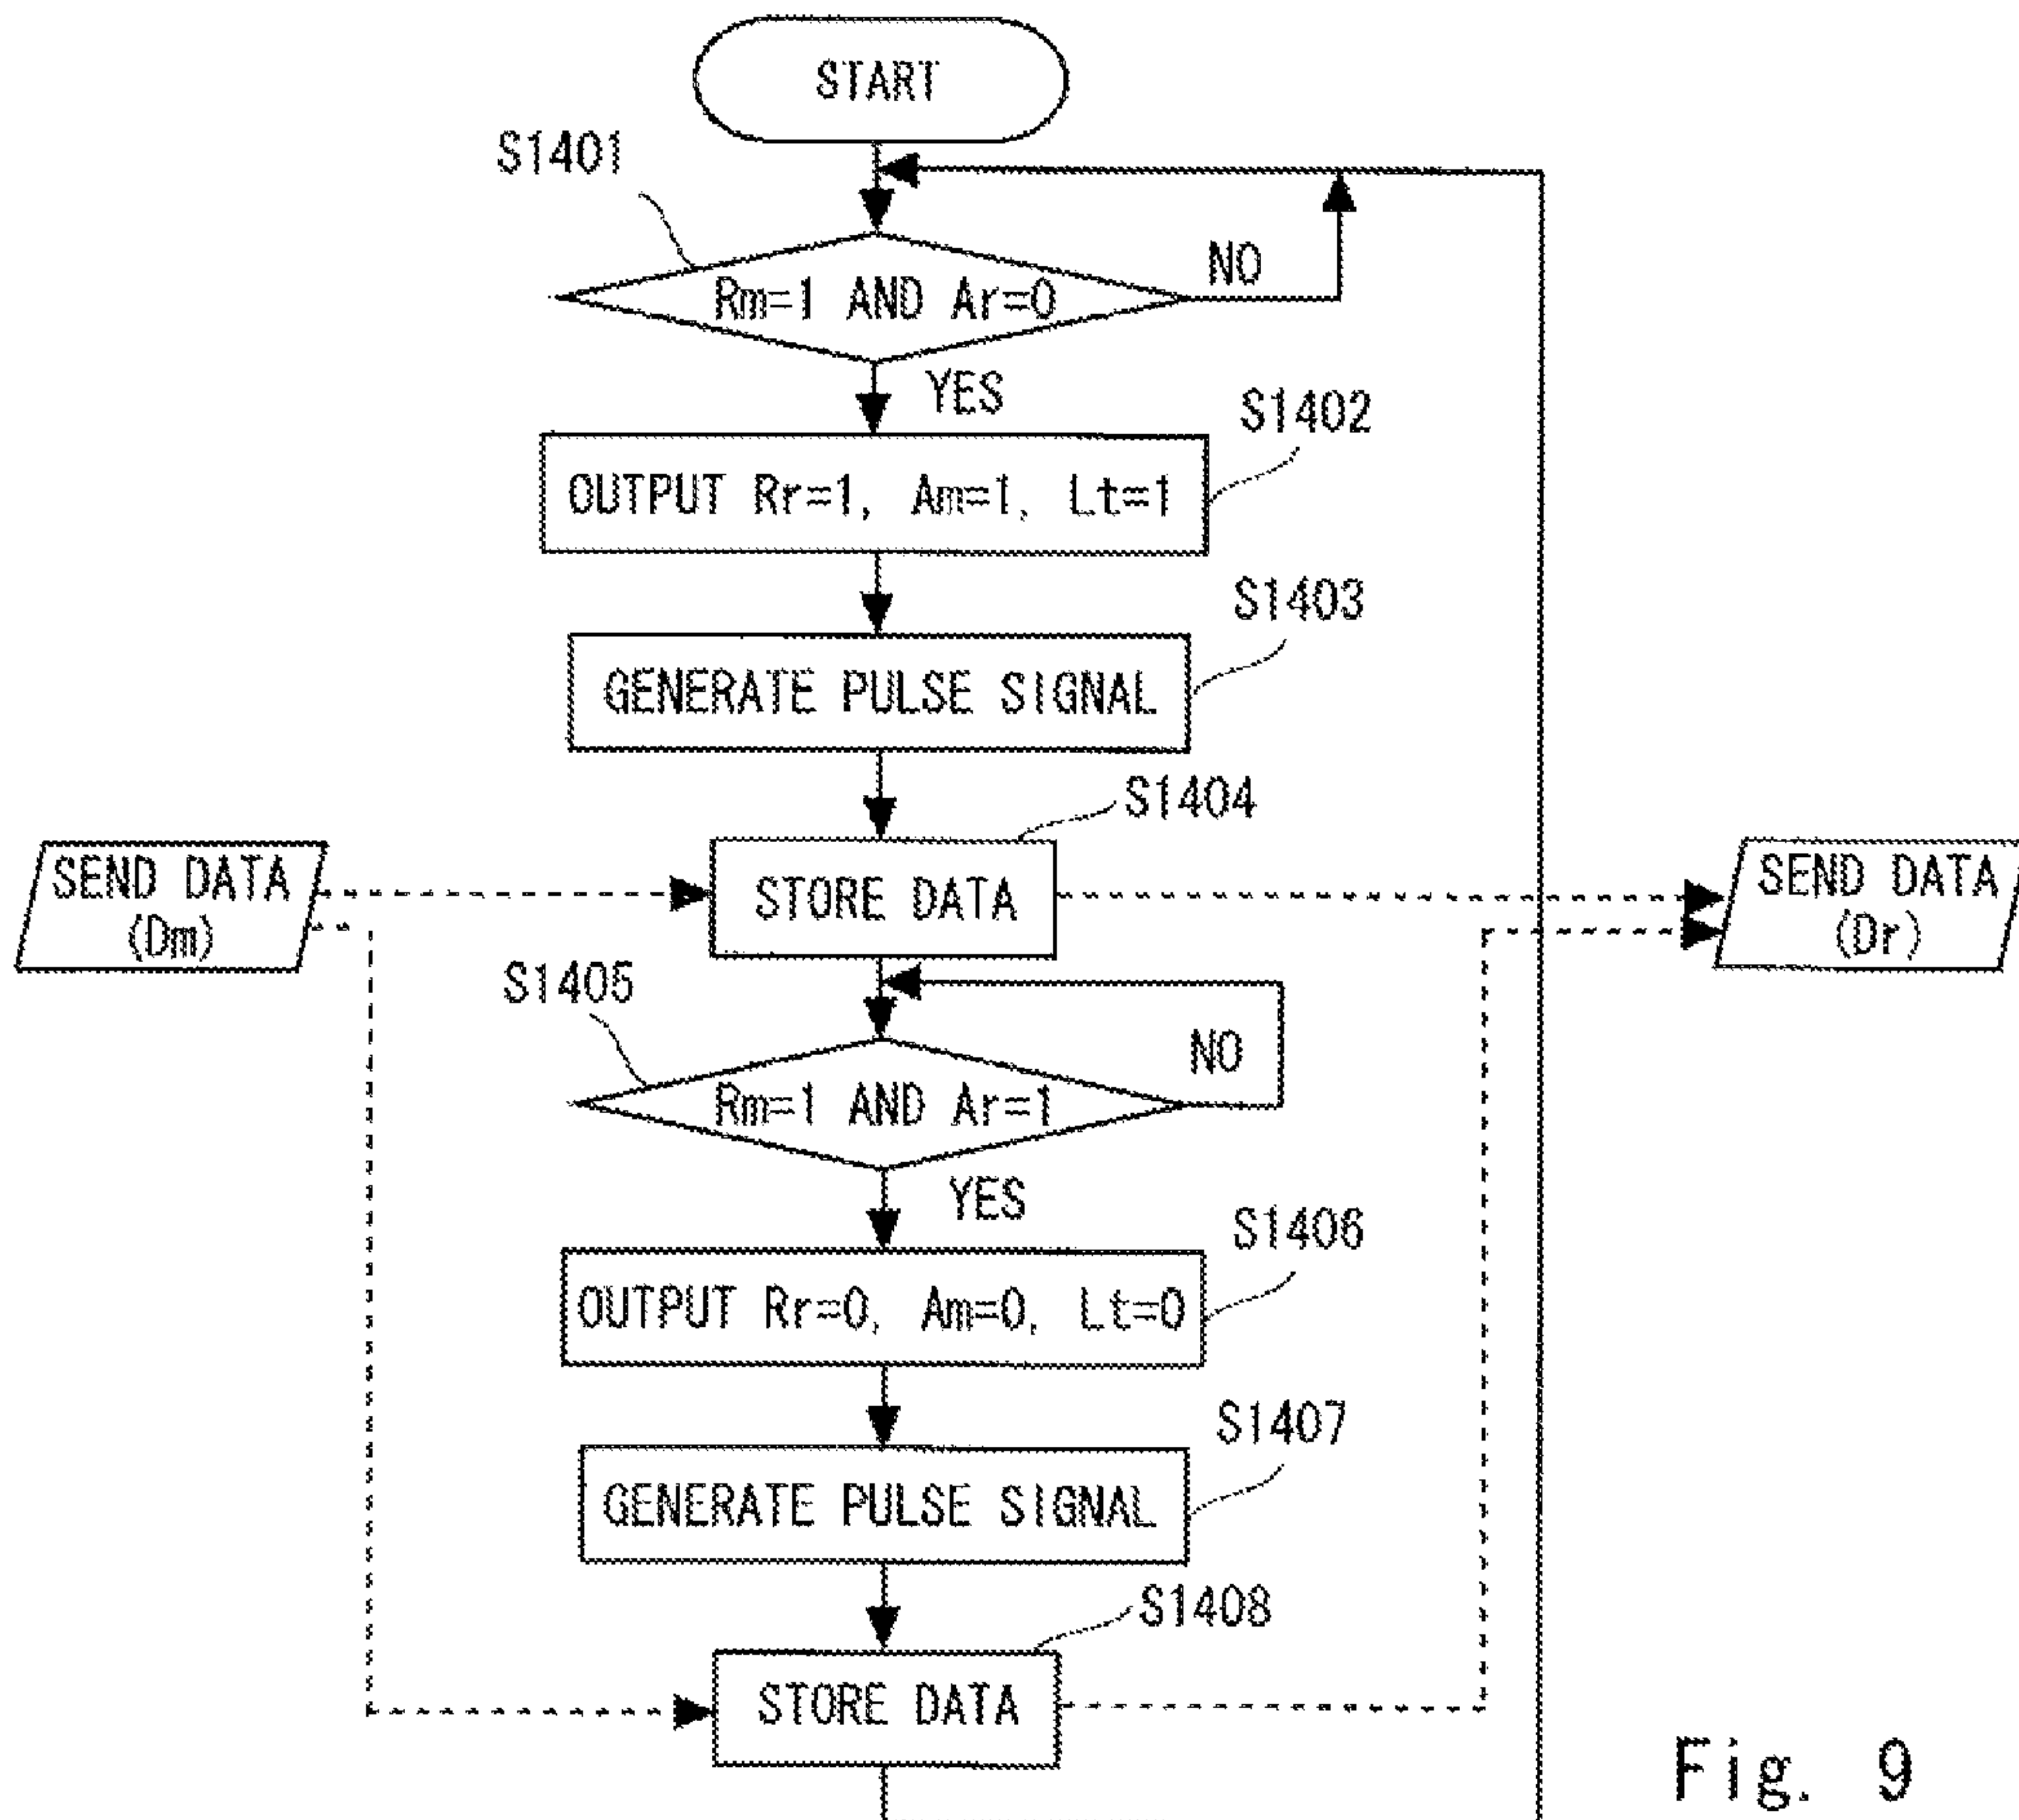 START
S1401
Rm=1 AND Ar=0
NO
YES
S1402
OUTPUT Rr=1, Am=1, Lt=1
S1403
GENERATE PULSE SIGNAL
S1404
SEND DATA
(Dm)
STORE DATA
SEND DATA
(Dr)
S1405
NO
Rm=1 AND Ar=1
YES
S1406
OUTPUT Rr=0, Am=0, Lt=0
S1407
GENERATE PULSE SIGNAL
S1408
STORE DATA
Fig. 9